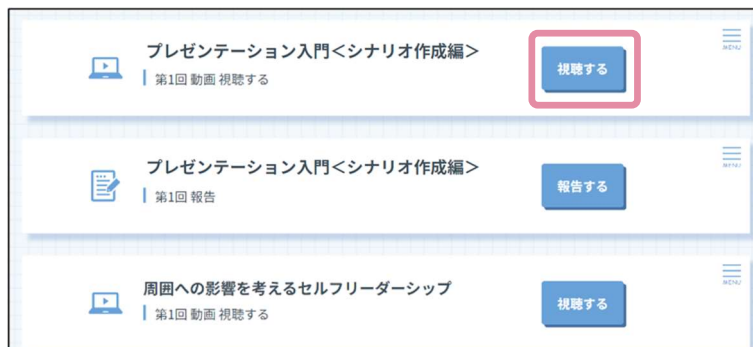 プレゼンテーション入門＜シナリオ作成編＞
第1回 動画 視聴する
視聴する
MENU
プレゼンテーション入門＜シナリオ作成編＞
第1回 報告
報告する
MENU
周囲への影響を考えるセルフリーダーシップ
第1回 動画 視聴する
視聴する
MENU